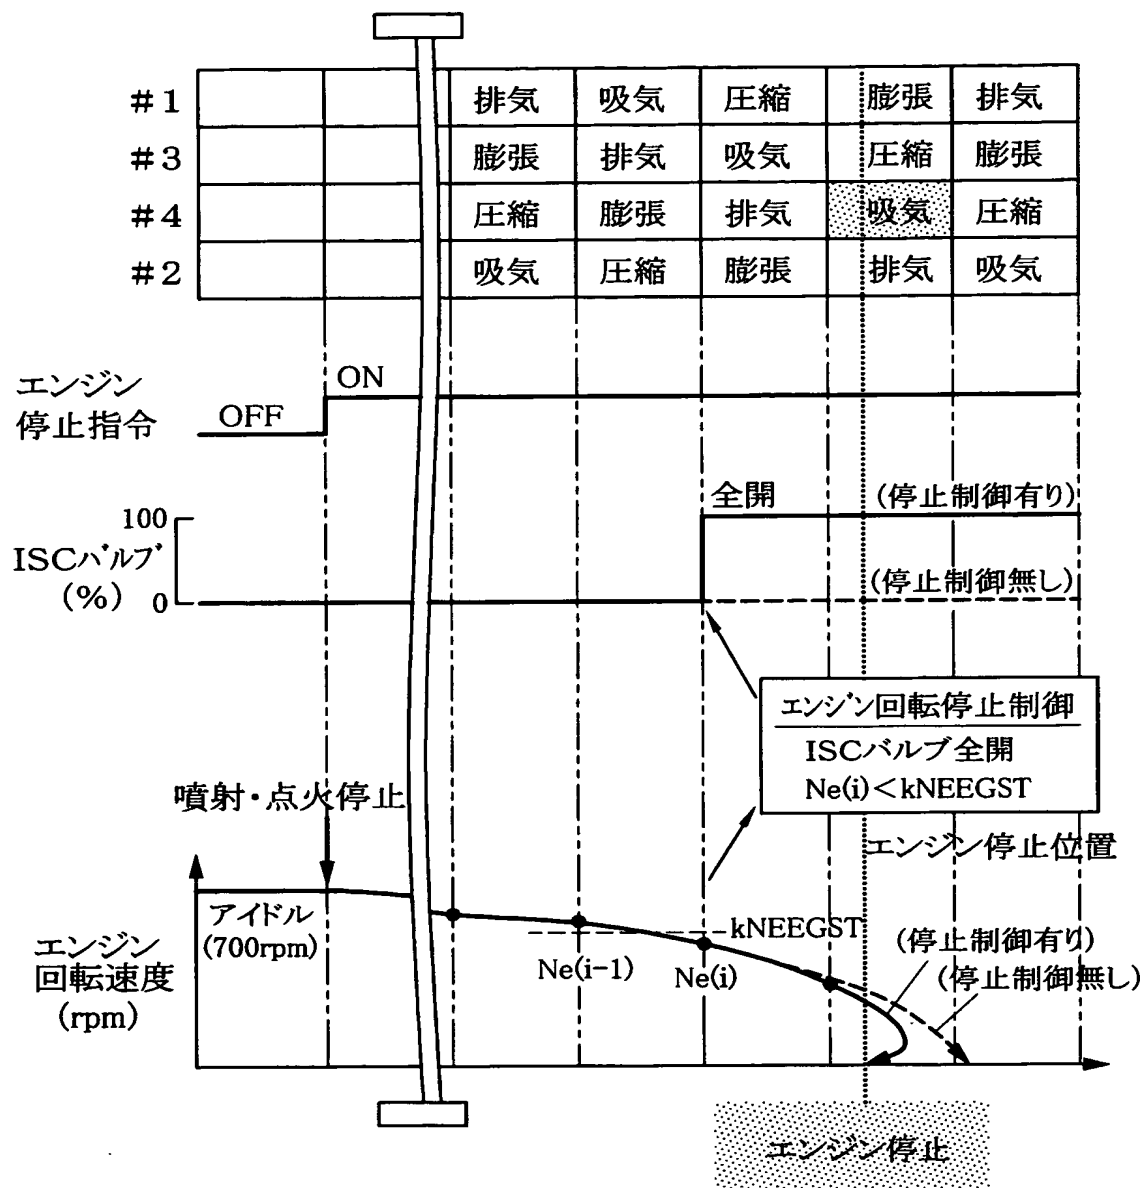 #1 排気 吸気 圧縮 膨張 排気
#3 膨張 排気 吸気 圧縮 膨張
#4 圧縮 膨張 排気 吸気 圧縮
#2 吸気 圧縮 膨張 排気 吸気
エンジン
停止指令
OFF
ON
100
ISCバルブ
(%)
0
全開
(停止制御有り)
(停止制御無し)
エンジン回転停止制御
ISCバルブ全開
Ne(i)<kNEEGST
噴射・点火停止
エンジン停止位置
エンジン
回転速度
(rpm)
アイドル
(700rpm)
kNEEGST
Ne(i-1)
Ne(i)
(停止制御有り)
(停止制御無し)
エンジン停止